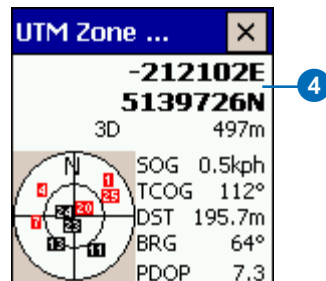 UTM Zone ...
-212102E
4
5139726N
3D 497m
N
SOG 0.5kph
4 1
25
TCOG 112°
24 20
7 23
DST 195.7m
13 11
BRG 64°
PDOP 7.3